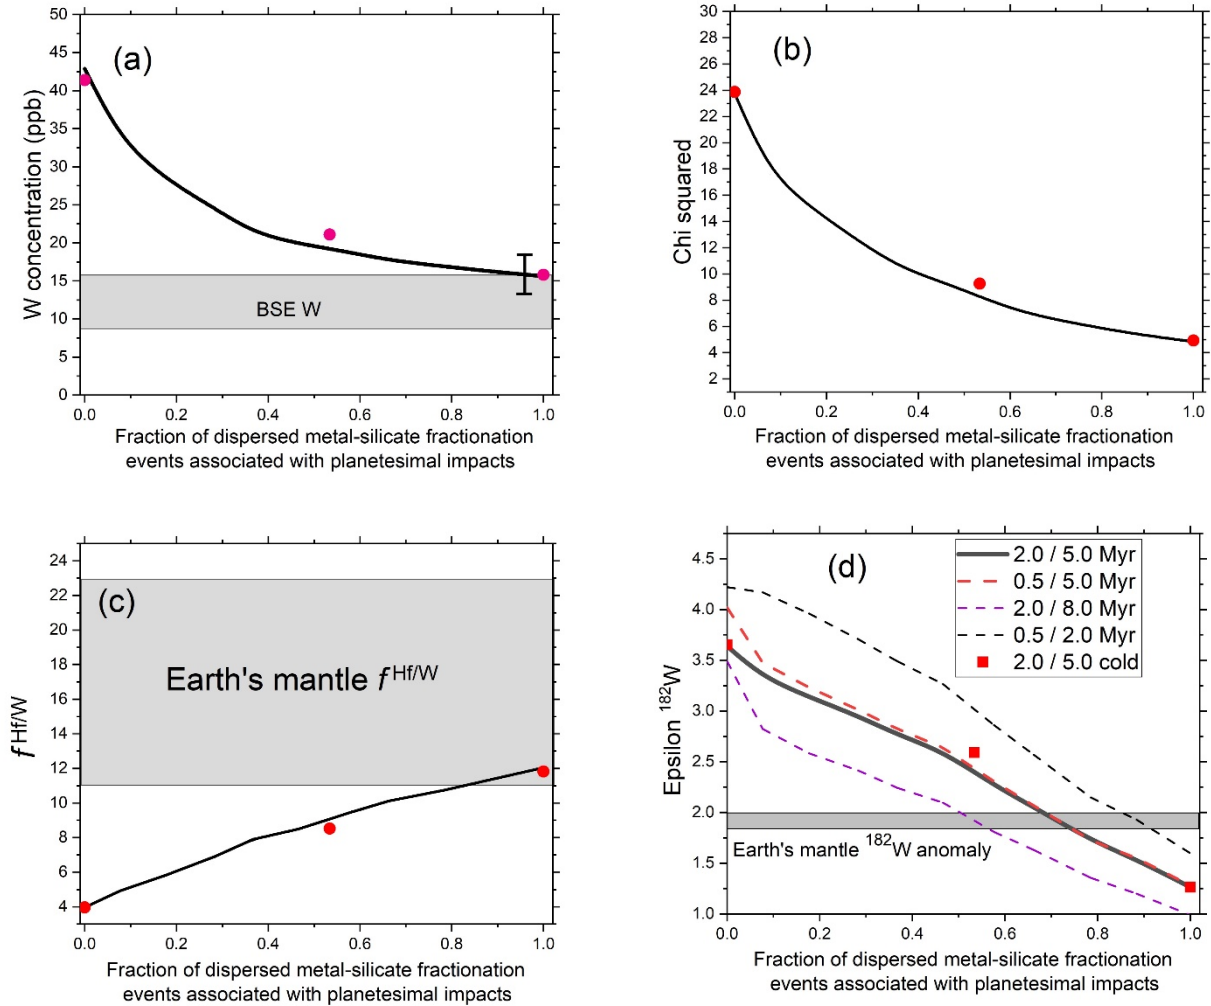 (a)
W concentration (ppb)
50
45
40
35
30
25
20
15
10
5
0
BSE W
0.0 0.2 0.4 0.6 0.8 1.0
Fraction of dispersed metal-silicate fractionation
events associated with planetesimal impacts
(b)
Chi squared
30
28
26
24
22
20
18
16
14
12
10
8
6
4
2
0.0 0.2 0.4 0.6 0.8 1.0
Fraction of dispersed metal-silicate fractionation
events associated with planetesimal impacts
(c)
f Hf/W
24
22
20
18
16
14
12
10
8
6
4
Earth's mantle f Hf/W
0.0 0.2 0.4 0.6 0.8 1.0
Fraction of dispersed metal-silicate fractionation
events associated with planetesimal impacts
(d)
Epsilon 182W
4.5
4.0
3.5
3.0
2.5
2.0
1.5
1.0
2.0 / 5.0 Myr
0.5 / 5.0 Myr
2.0 / 8.0 Myr
0.5 / 2.0 Myr
2.0 / 5.0 cold
Earth's mantle 182W anomaly
0.0 0.2 0.4 0.6 0.8 1.0
Fraction of dispersed metal-silicate fractionation
events associated with planetesimal impacts